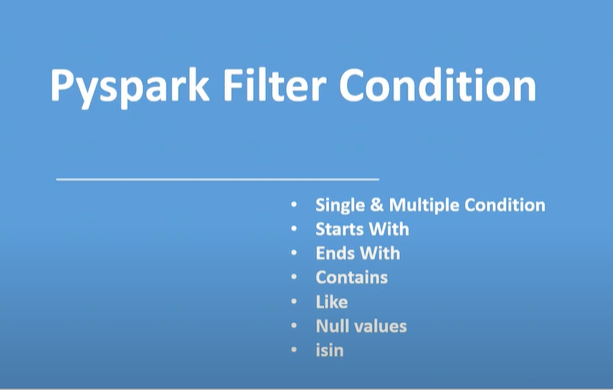 Pyspark Filter Condition
• Single & Multiple Condition
• Starts With
• Ends With
• Contains
• Like
• Null values
• isin